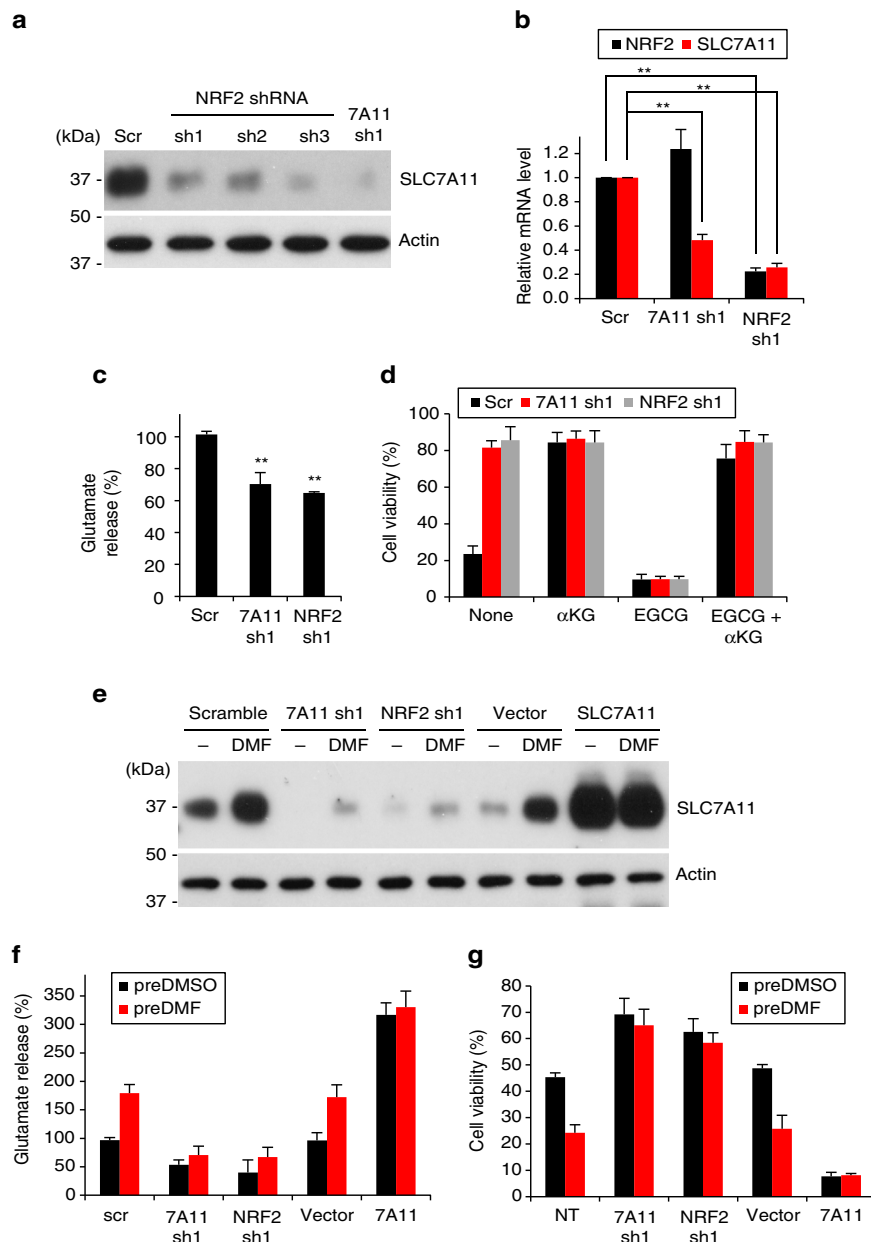 a
NRF2 shRNA
7A11
(kDa) Scr sh1 sh2 sh3 sh1
37 -
SLC7A11
50 -
Actin
37 -
b
NRF2 SLC7A11
**
**
**
Relative mRNA level
1.2
1.0
0.8
0.6
0.4
0.2
0.0
Scr 7A11 sh1 NRF2
sh1
c
Glutamate
release (%)
100
80
60
40
20
0
** **
Scr 7A11 NRF2
sh1 sh1
d
Scr 7A11 sh1 NRF2 sh1
Cell viability (%)
100
80
60
40
20
0
None αKG EGCG EGCG +
αKG
e
Scramble 7A11 sh1 NRF2 sh1 Vector SLC7A11
– DMF – DMF – DMF – DMF – DMF
(kDa)
37 -
SLC7A11
50 -
Actin
37 -
f
preDMSO
preDMF
Glutamate release (%)
350
300
250
200
150
100
50
0
scr 7A11 NRF2 Vector 7A11
sh1 sh1
g
preDMSO
preDMF
Cell viability (%)
80
70
60
50
40
30
20
10
0
NT 7A11 NRF2 Vector 7A11
sh1 sh1